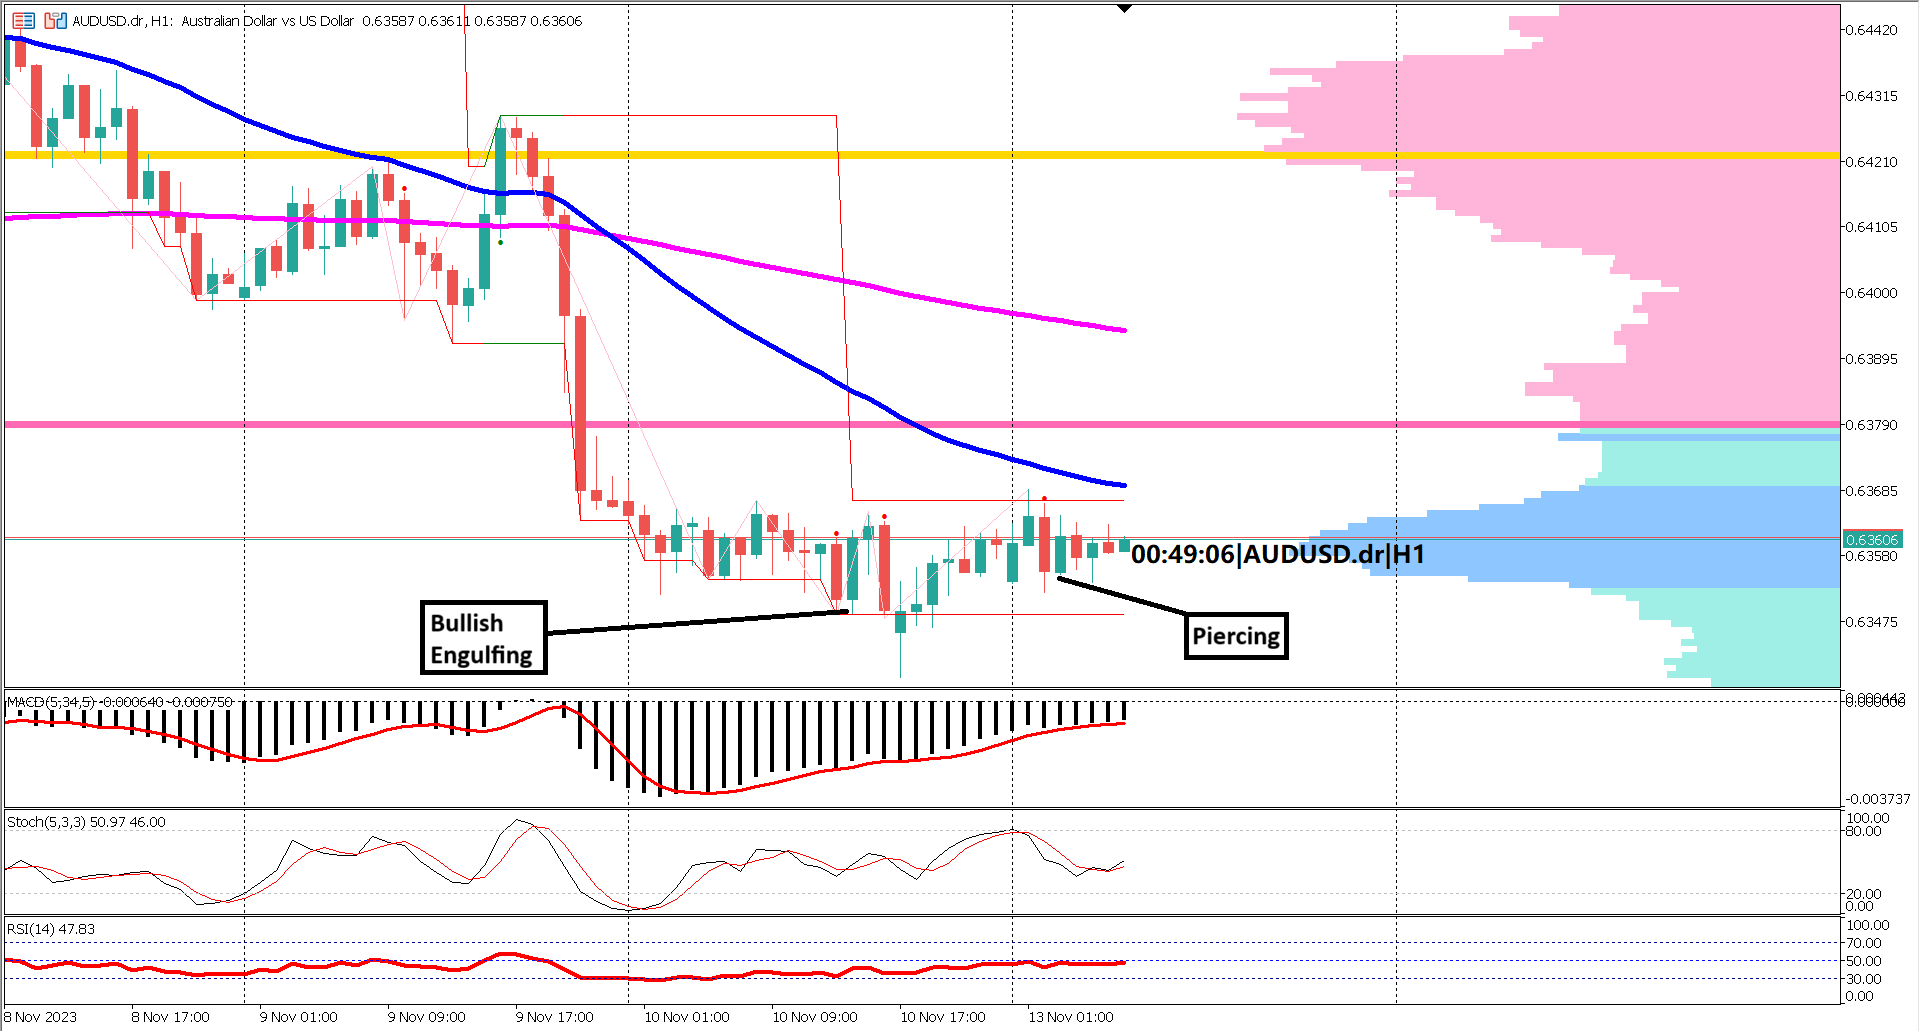 AUDUSD.dr, H1:  Australian Dollar vs US Dollar  0.63587 0.63611 0.63587 0.63606
0.64420
0.64315
0.64210
0.64105
0.64000
0.63895
0.63790
0.63685
0.63606
0.63580
0.63475
00:49:06|AUDUSD.dr|H1
Bullish
Engulfing
Piercing
MACD(5,34,5) -0.000640 -0.000750
0.000443
0.000000
-0.003737
Stoch(5,3,3) 50.97 46.00
100.00
80.00
20.00
0.00
RSI(14) 47.83
100.00
70.00
50.00
30.00
0.00
8 Nov 2023
8 Nov 17:00
9 Nov 01:00
9 Nov 09:00
9 Nov 17:00
10 Nov 01:00
10 Nov 09:00
10 Nov 17:00
13 Nov 01:00